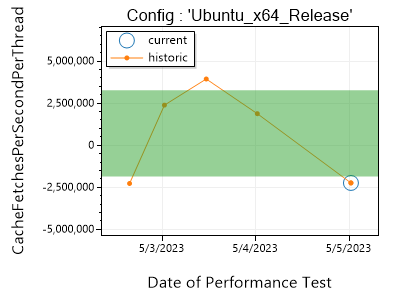 Config : 'Ubuntu_x64_Release'
current
historic
CacheFetchesPerSecondPerThread
5,000,000
2,500,000
0
-2,500,000
-5,000,000
5/3/2023
5/4/2023
5/5/2023
Date of Performance Test